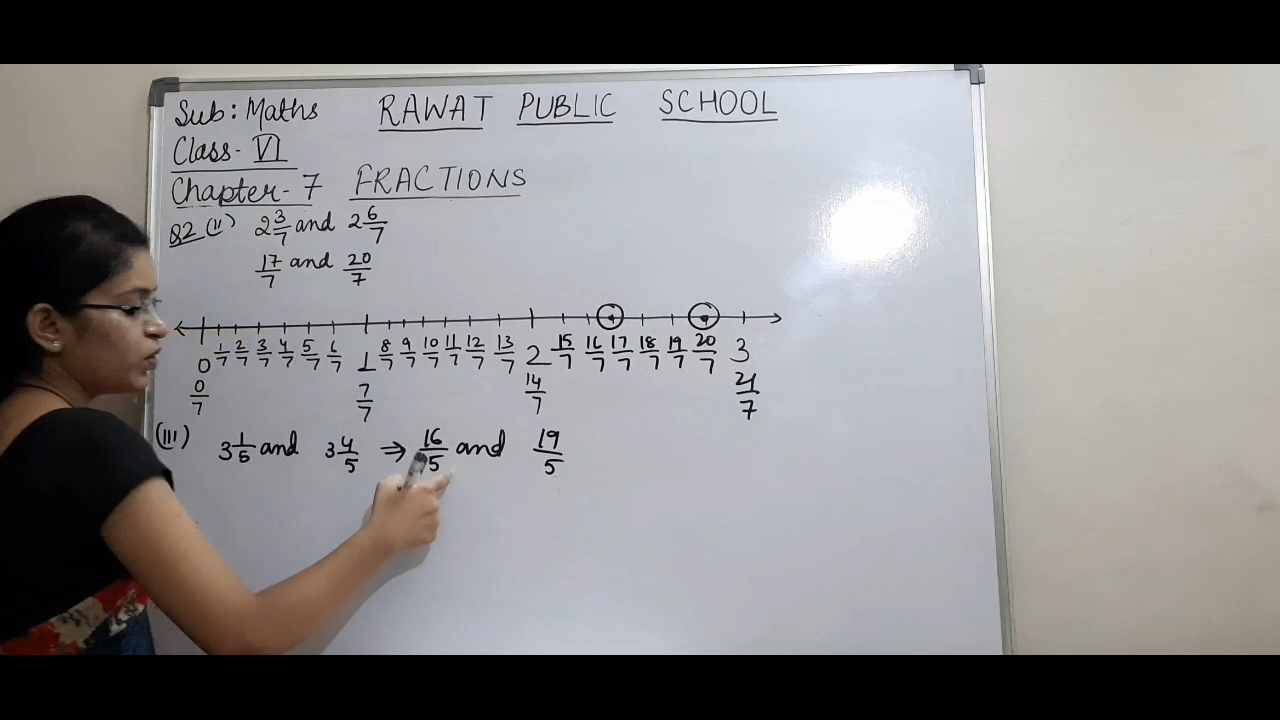 Sub: Maths RAWAT PUBLIC SCHOOL
Class- VI
Chapter- 7 FRACTIONS
Q2 (ii) 2 3/7 and 2 6/7
17/7 and 20/7
0 1/7 2/7 3/7 4/7 5/7 6/7 1 8/7 9/7 10/7 11/7 12/7 13/7 2 15/7 16/7 17/7 18/7 19/7 20/7 3
0/7 7/7 14/7 21/7
(iii) 3 1/5 and 3 4/5 ⇒ 16/5 and 19/5